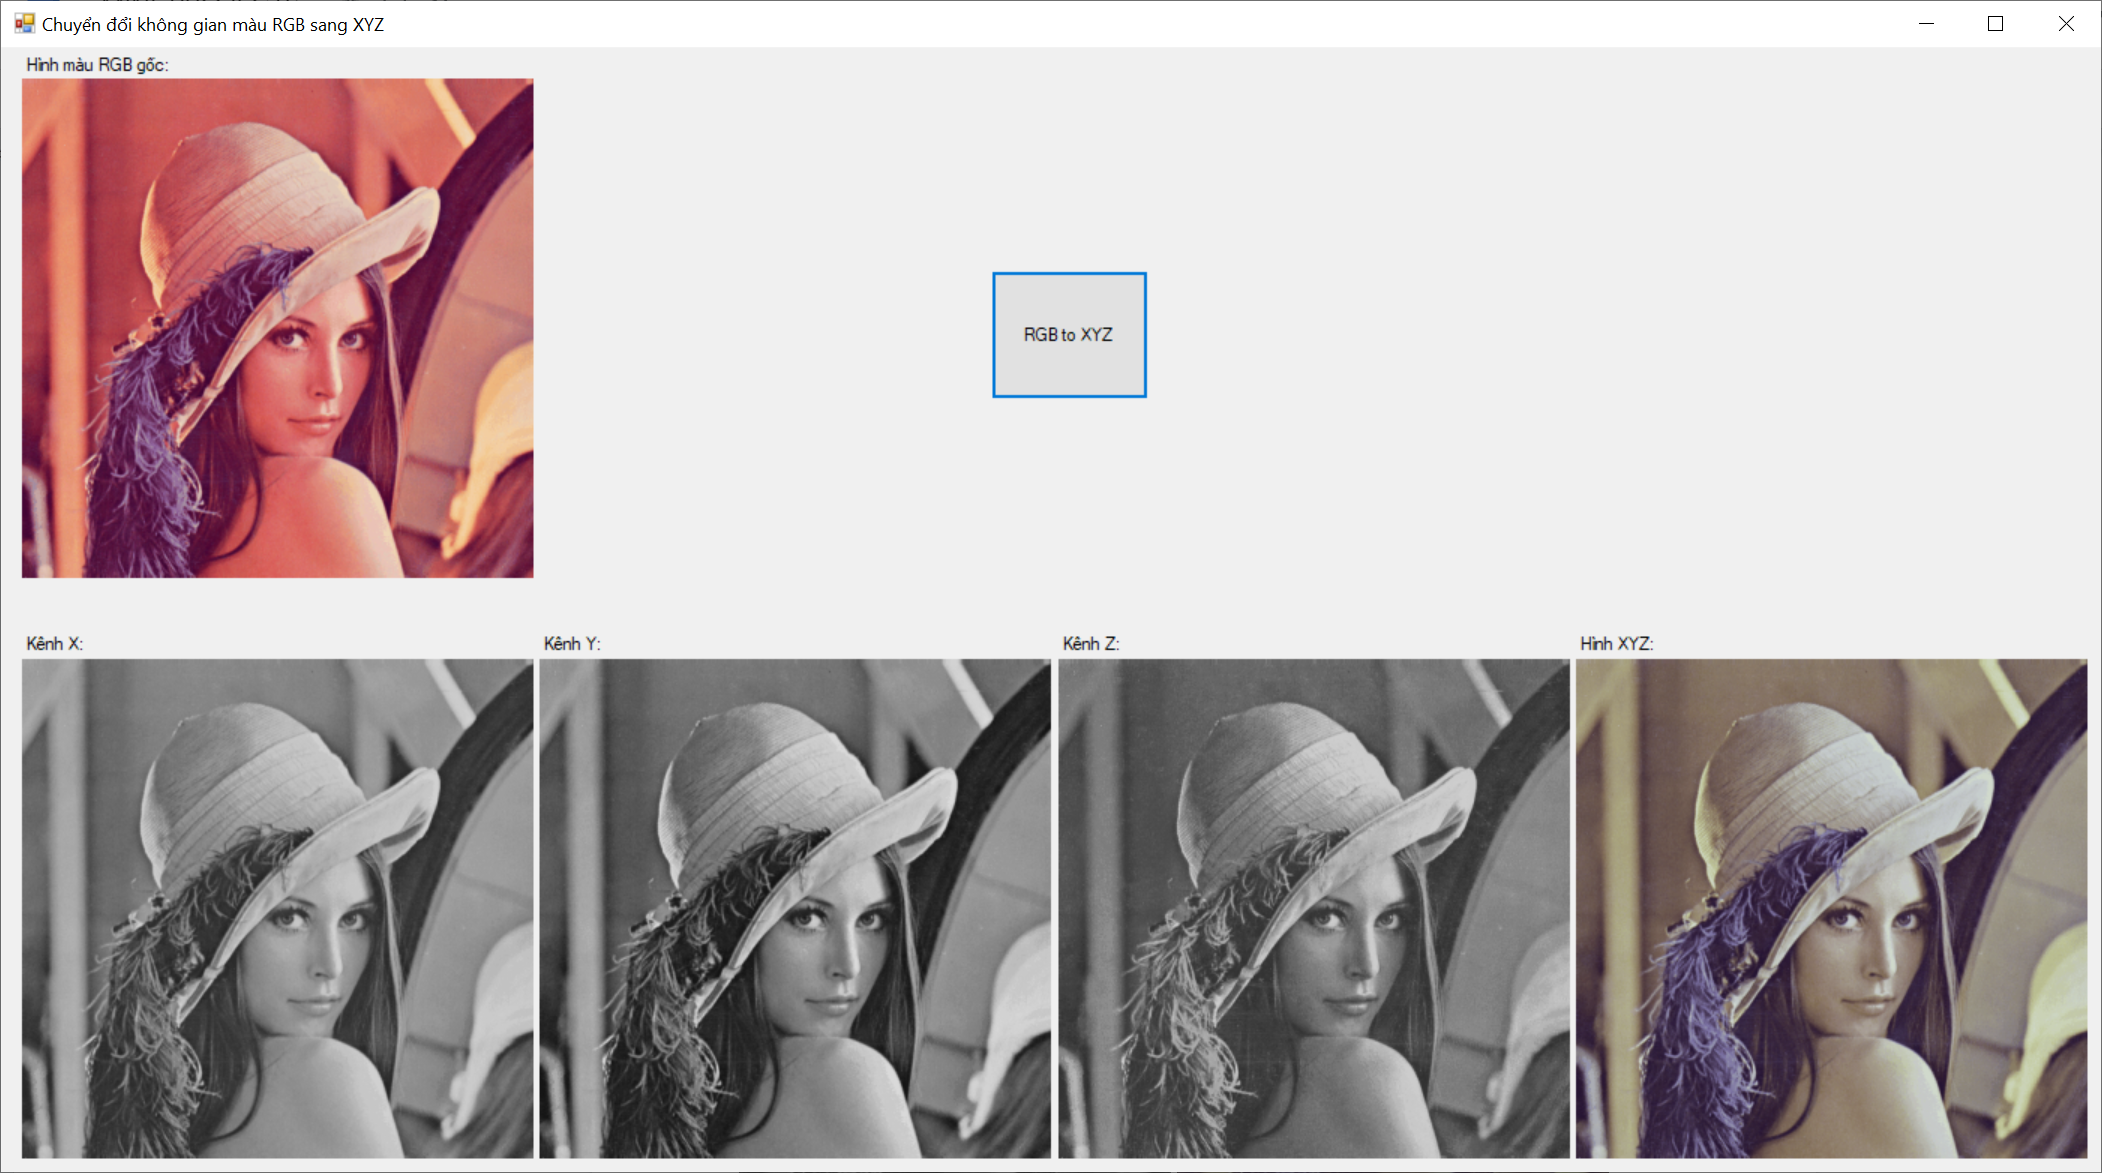 Chuyển đổi không gian màu RGB sang XYZ
Hình màu RGB gốc:
RGB to XYZ
Kênh X:
Kênh Y:
Kênh Z:
Hình XYZ: